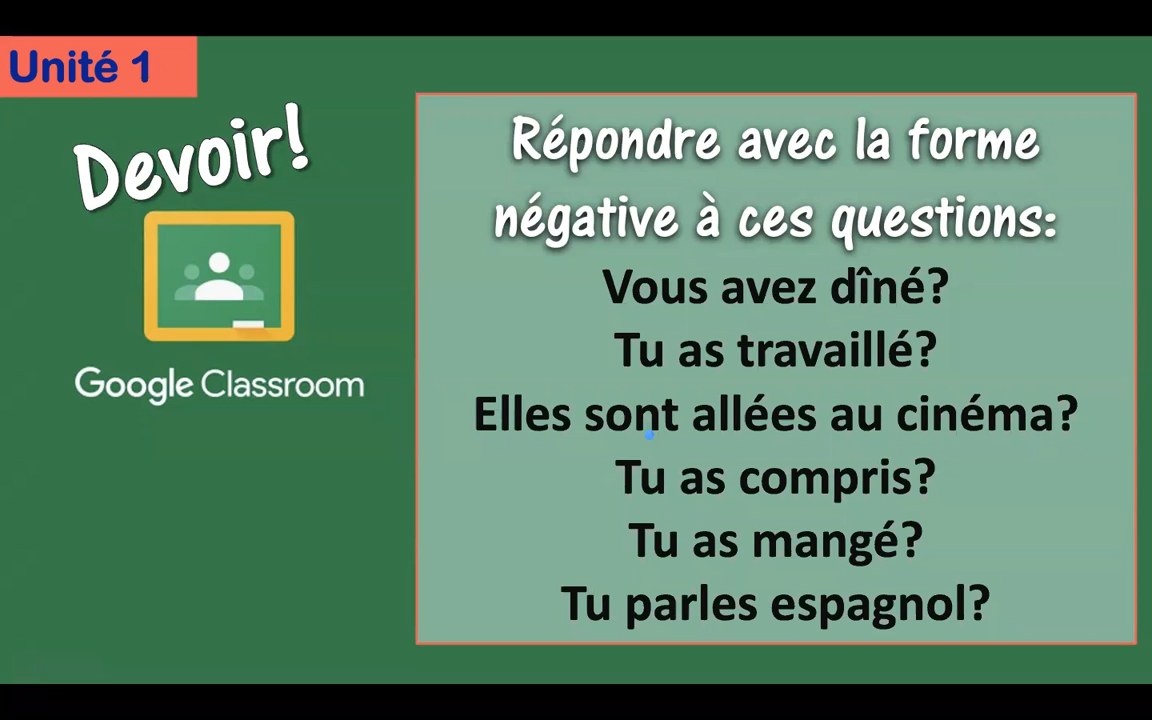 Unité 1
Devoir!
Google Classroom
Répondre avec la forme
négative à ces questions:
Vous avez dîné?
Tu as travaillé?
Elles sont allées au cinéma?
Tu as compris?
Tu as mangé?
Tu parles espagnol?